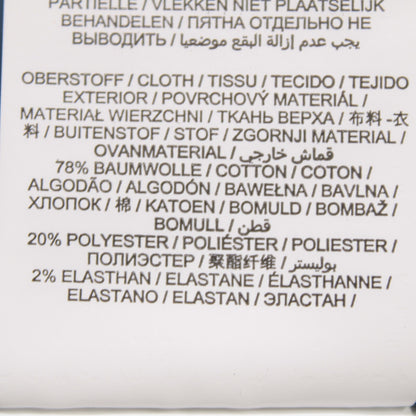 PARTIELLE / VLEKKEN NIET PLAATSELIJK
BEHANDELEN / ПЯТНА ОТДЕЛЬНО НЕ
ВЫВОДИТЬ / يجب عدم إزالة البقع موضعيا
OBERSTOFF / CLOTH / TISSU / TECIDO / TEJIDO
EXTERIOR / POVRCHOVÝ MATERIÁL /
MATERIAŁ WIERZCHNI / ТКАНЬ ВЕРХА / 布料 -衣
料 / BUITENSTOF / STOF / ZGORNJI MATERIAL /
OVANMATERIAL / قماش خارجي /
78% BAUMWOLLE / COTTON / COTON /
ALGODÃO / ALGODÓN / BAWEŁNA / BAVLNA /
ХЛОПОК / 棉 / KATOEN / BOMULD / BOMBAŽ /
BOMULL / قطن /
20% POLYESTER / POLIÉSTER / POLIESTER /
ПОЛИЭСТЕР / 聚酯纤维 / بوليستر /
2% ELASTHAN / ELASTANE / ÉLASTHANNE /
ELASTANO / ELASTAN / ЭЛАСТАН /